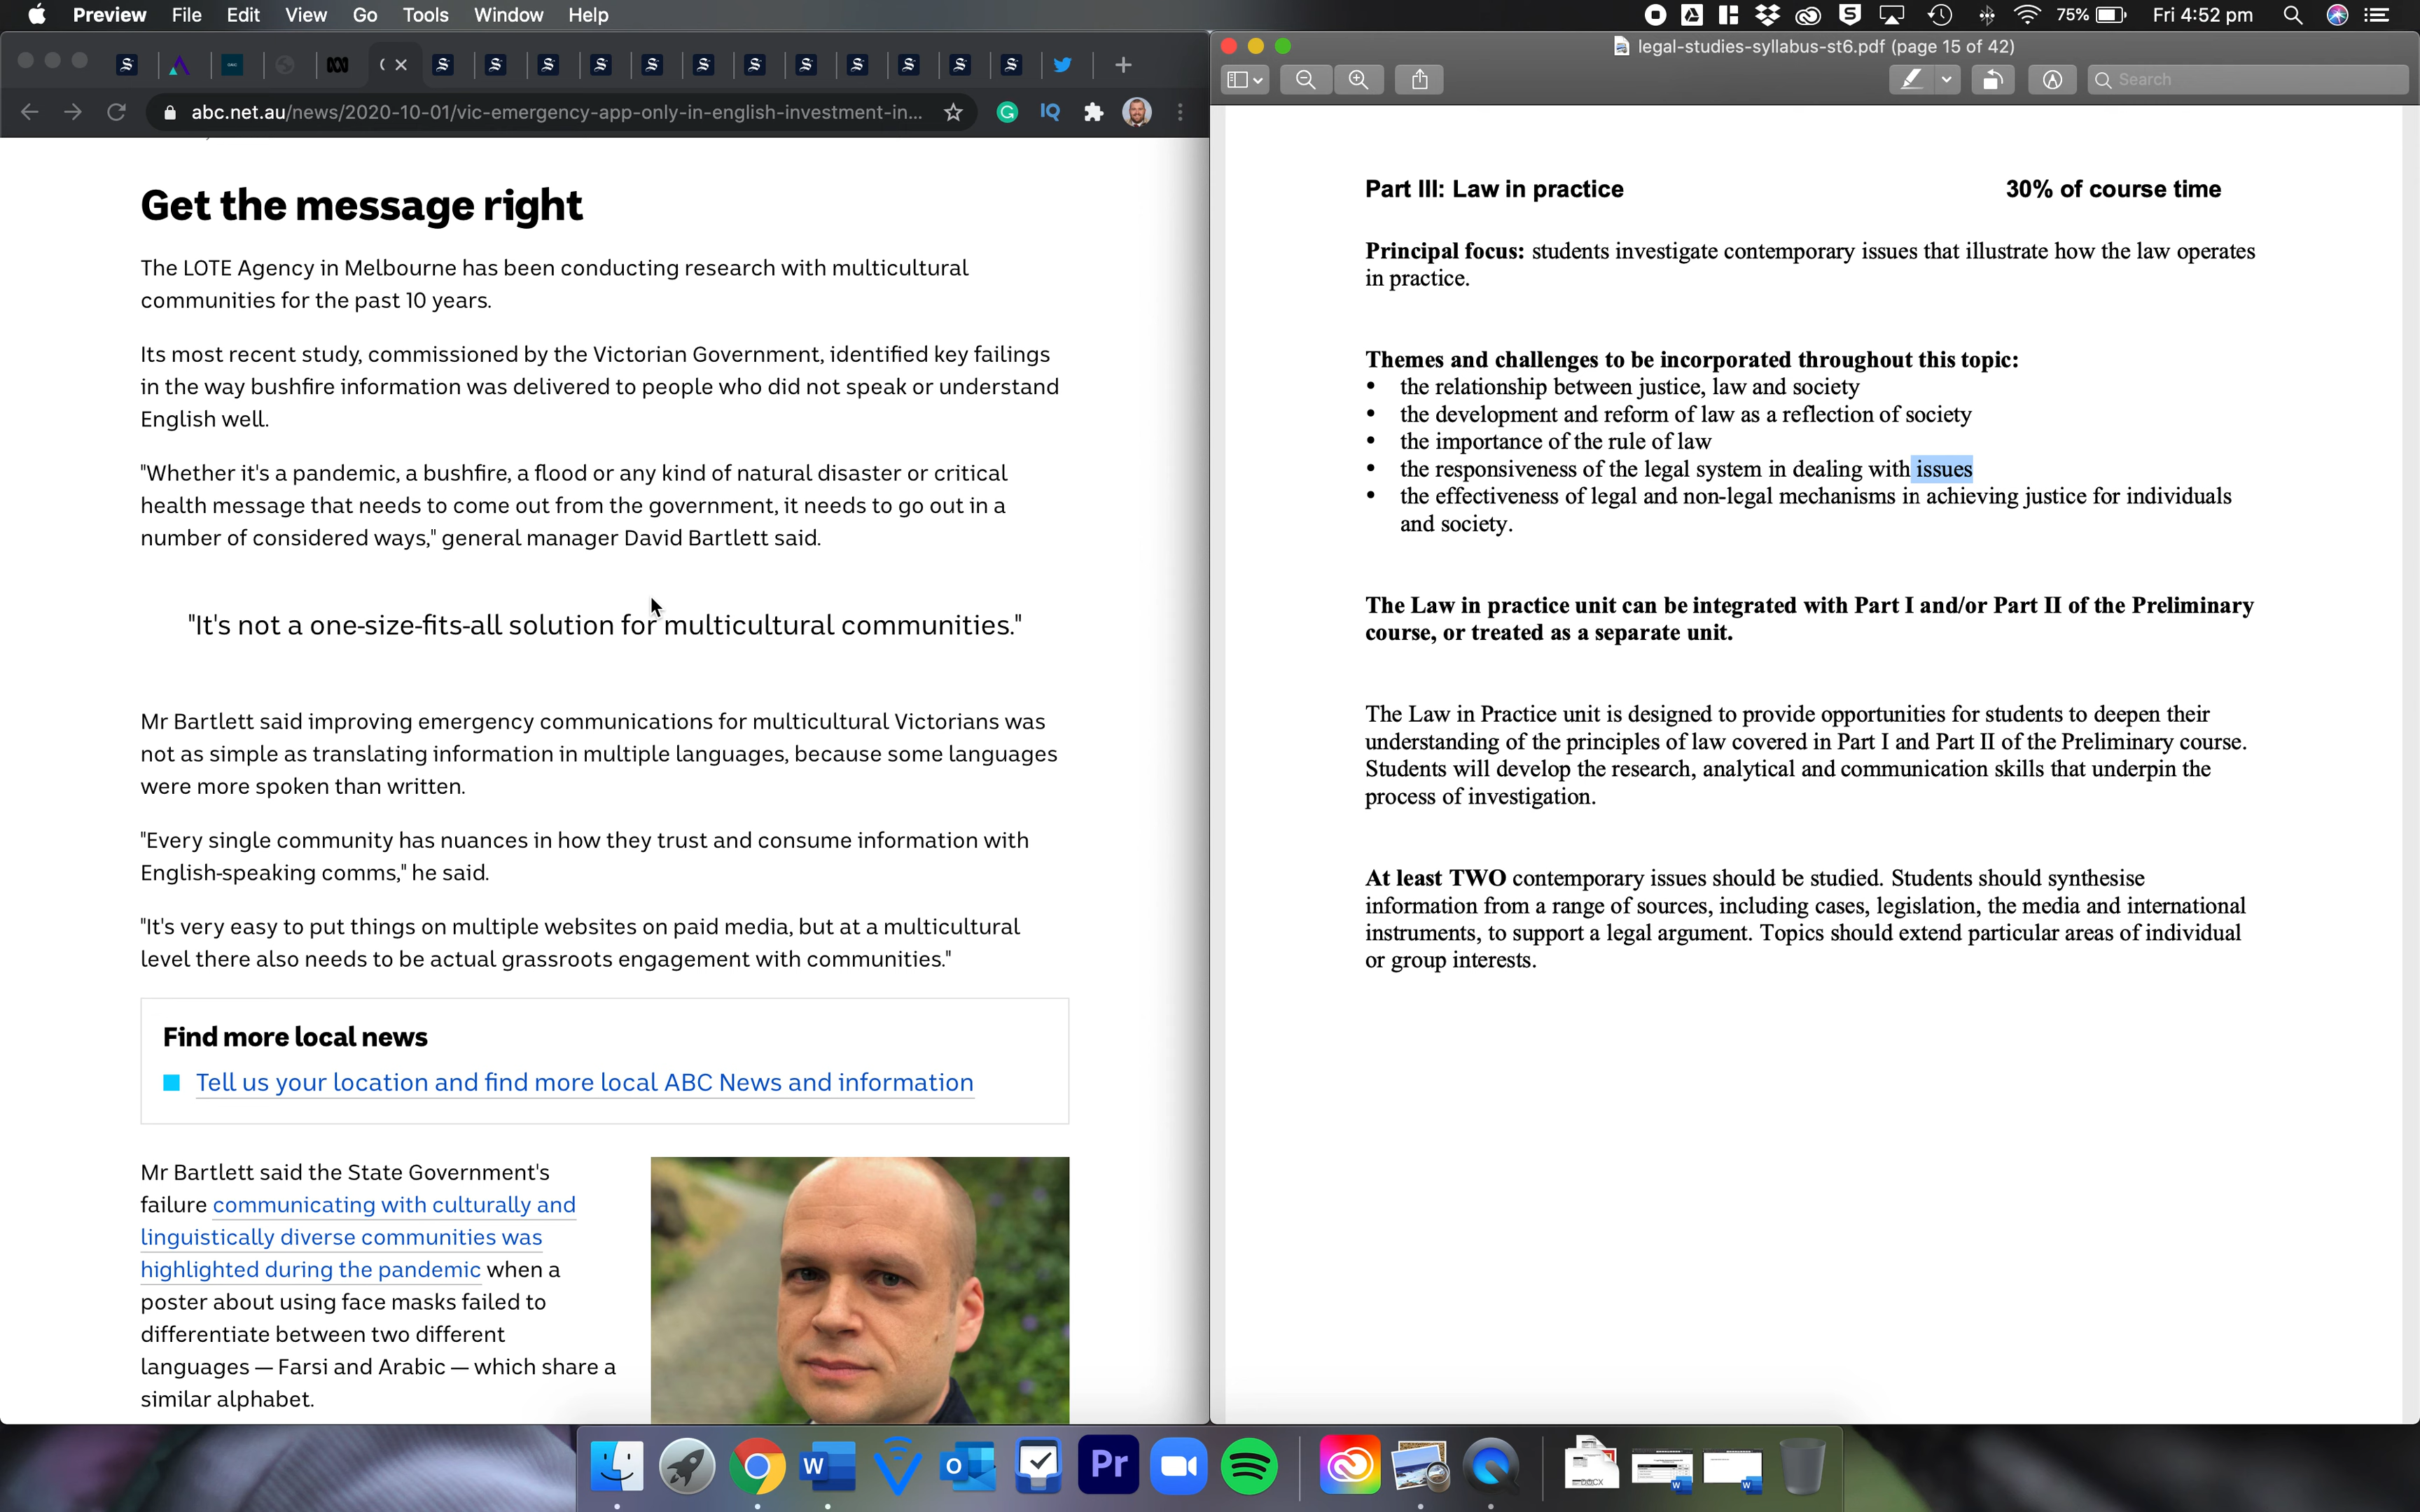 Preview File Edit View Go Tools Window Help
75% Fri 4:52 pm
abc.net.au/news/2020-10-01/vic-emergency-app-only-in-english-investment-in...
Get the message right
The LOTE Agency in Melbourne has been conducting research with multicultural
communities for the past 10 years.
Its most recent study, commissioned by the Victorian Government, identified key failings
in the way bushfire information was delivered to people who did not speak or understand
English well.
"Whether it's a pandemic, a bushfire, a flood or any kind of natural disaster or critical
health message that needs to come out from the government, it needs to go out in a
number of considered ways," general manager David Bartlett said.
"It's not a one-size-fits-all solution for multicultural communities."
Mr Bartlett said improving emergency communications for multicultural Victorians was
not as simple as translating information in multiple languages, because some languages
were more spoken than written.
"Every single community has nuances in how they trust and consume information with
English-speaking comms," he said.
"It's very easy to put things on multiple websites on paid media, but at a multicultural
level there also needs to be actual grassroots engagement with communities."
Find more local news
Tell us your location and find more local ABC News and information
Mr Bartlett said the State Government's
failure communicating with culturally and
linguistically diverse communities was
highlighted during the pandemic when a
poster about using face masks failed to
differentiate between two different
languages — Farsi and Arabic — which share a
similar alphabet.
legal-studies-syllabus-st6.pdf (page 15 of 42)
Search
Part III: Law in practice 30% of course time
Principal focus: students investigate contemporary issues that illustrate how the law operates
in practice.
Themes and challenges to be incorporated throughout this topic:
• the relationship between justice, law and society
• the development and reform of law as a reflection of society
• the importance of the rule of law
• the responsiveness of the legal system in dealing with issues
• the effectiveness of legal and non-legal mechanisms in achieving justice for individuals
and society.
The Law in practice unit can be integrated with Part I and/or Part II of the Preliminary
course, or treated as a separate unit.
The Law in Practice unit is designed to provide opportunities for students to deepen their
understanding of the principles of law covered in Part I and Part II of the Preliminary course.
Students will develop the research, analytical and communication skills that underpin the
process of investigation.
At least TWO contemporary issues should be studied. Students should synthesise
information from a range of sources, including cases, legislation, the media and international
instruments, to support a legal argument. Topics should extend particular areas of individual
or group interests.
W
Pr
DOCX